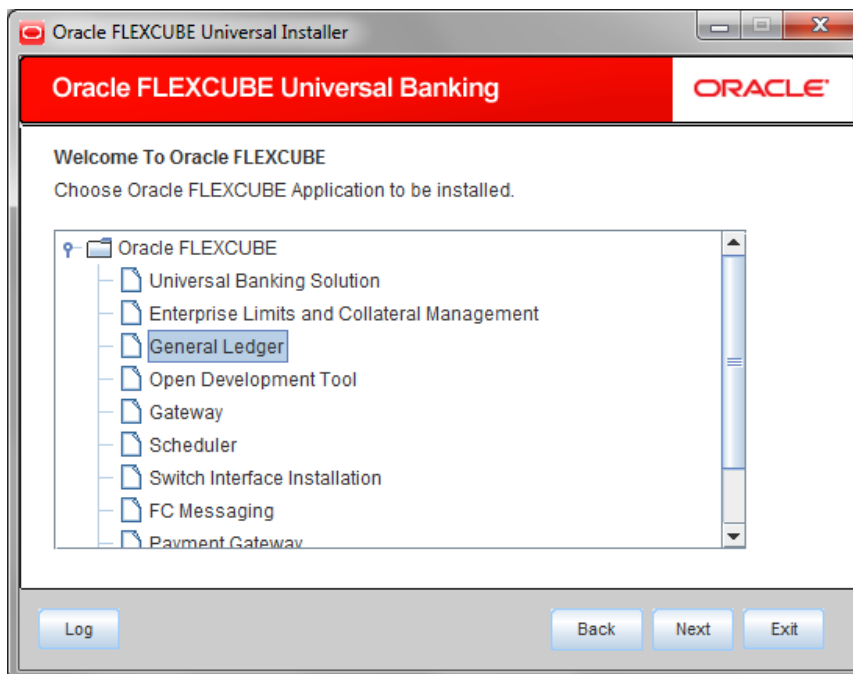 Oracle FLEXCUBE Universal Installer
Oracle FLEXCUBE Universal Banking
ORACLE
Welcome To Oracle FLEXCUBE
Choose Oracle FLEXCUBE Application to be installed.
Oracle FLEXCUBE
Universal Banking Solution
Enterprise Limits and Collateral Management
General Ledger
Open Development Tool
Gateway
Scheduler
Switch Interface Installation
FC Messaging
Payment Gateway
Log Back Next Exit